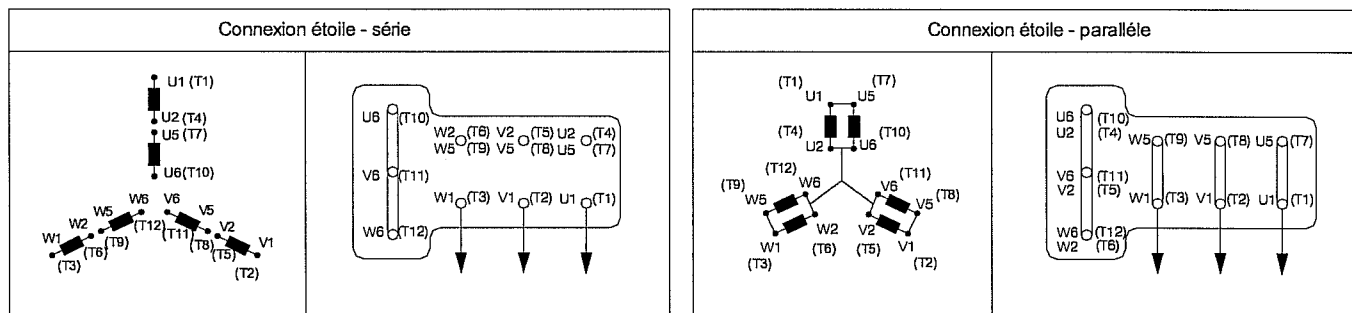 Connexion étoile - série
U1 (T1)
U2 (T4)
U5 (T7)
U6 (T10)
W6 V6
W5 V5
W2 V2
W1 V1
(T12) (T11)
(T9) (T8)
(T6) (T5)
(T3) (T2)
U6 (T10)
W2 (T6) V2 (T5) U2 (T4)
W5 (T9) V5 (T8) U5 (T7)
V6 (T11)
W1 (T3) V1 (T2) U1 (T1)
W6 (T12)
Connexion étoile - paralléle
(T1) (T7)
U1 U5
(T4) (T10)
U2 U6
(T12) (T11)
(T9) W6 V6 (T8)
W5 V5
W1 W2 V2 V1
(T3) (T6) (T5) (T2)
U6 (T10)
U2 (T4)
W5 (T9) V5 (T8) U5 (T7)
V6 (T11)
V2 (T5)
W1 (T3) V1 (T2) U1 (T1)
W6 (T12)
W2 (T6)